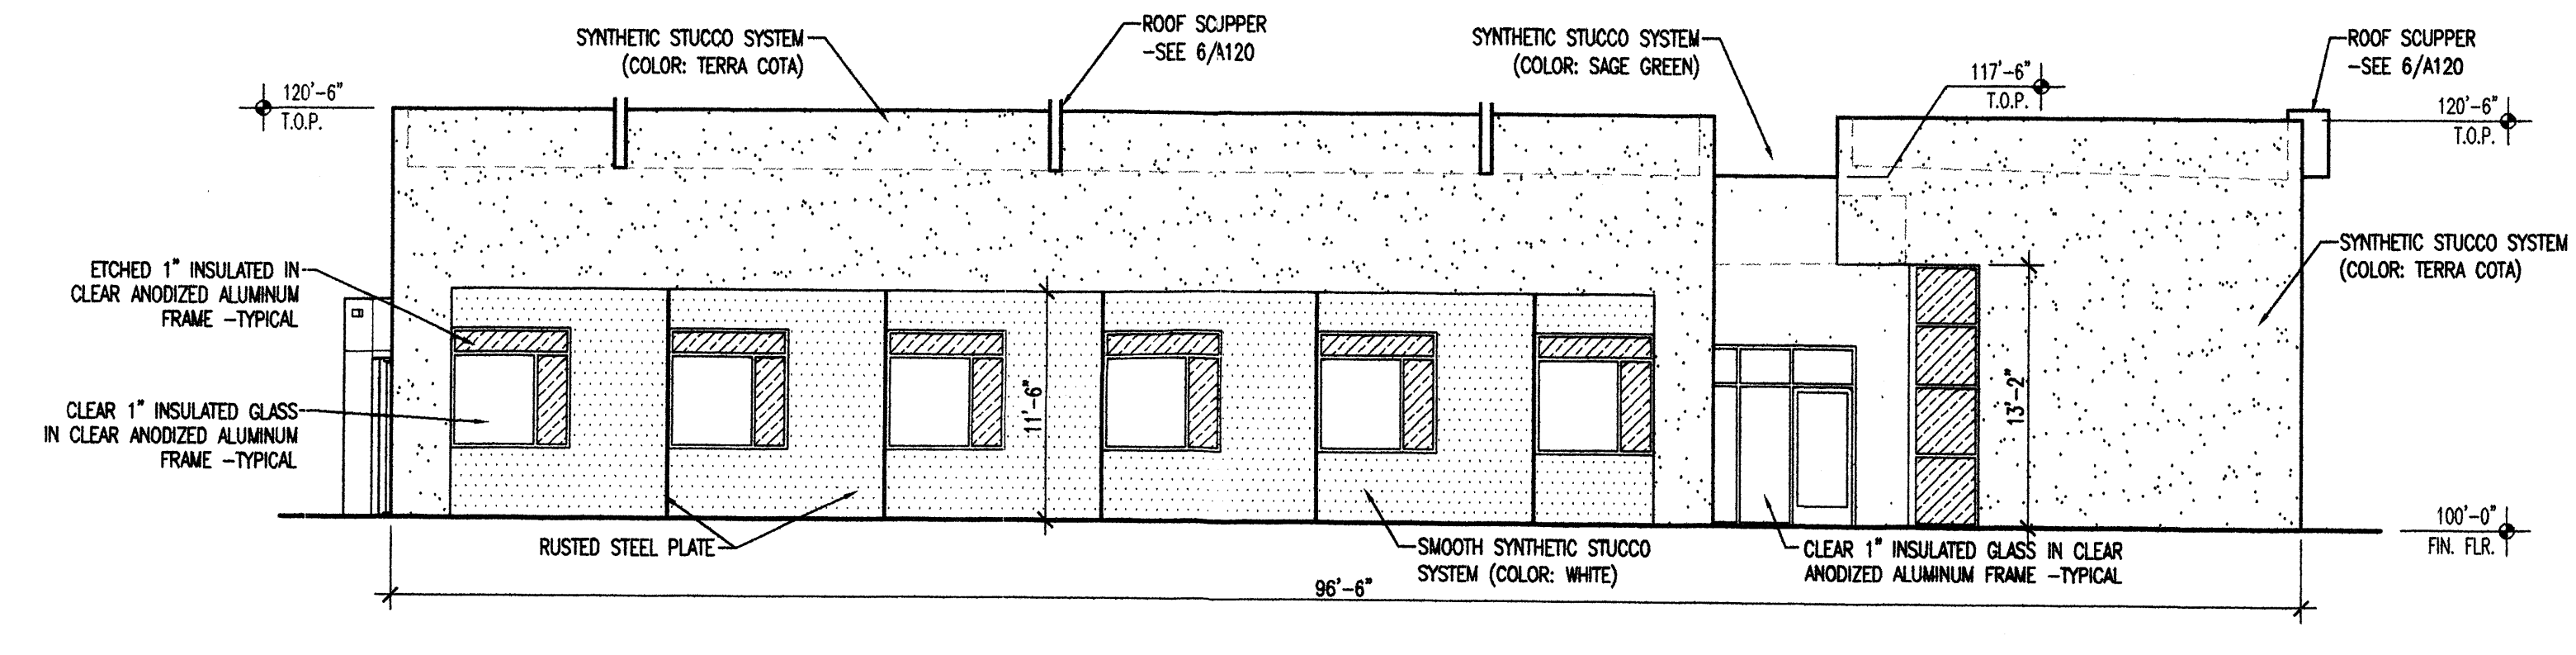 SYNTHETIC STUCCO SYSTEM
(COLOR: TERRA COTA)
ROOF SCUPPER
-SEE 6/A120
SYNTHETIC STUCCO SYSTEM
(COLOR: SAGE GREEN)
ROOF SCUPPER
-SEE 6/A120
120'-6"
T.O.P.
117'-6"
T.O.P.
120'-6"
T.O.P.
ETCHED 1" INSULATED IN
CLEAR ANODIZED ALUMINUM
FRAME -TYPICAL
SYNTHETIC STUCCO SYSTEM
(COLOR: TERRA COTA)
CLEAR 1" INSULATED GLASS
IN CLEAR ANODIZED ALUMINUM
FRAME -TYPICAL
11'-6"
13'-2"
100'-0"
FIN. FLR.
RUSTED STEEL PLATE
SMOOTH SYNTHETIC STUCCO
SYSTEM (COLOR: WHITE)
CLEAR 1" INSULATED GLASS IN CLEAR
ANODIZED ALUMINUM FRAME -TYPICAL
96'-6"